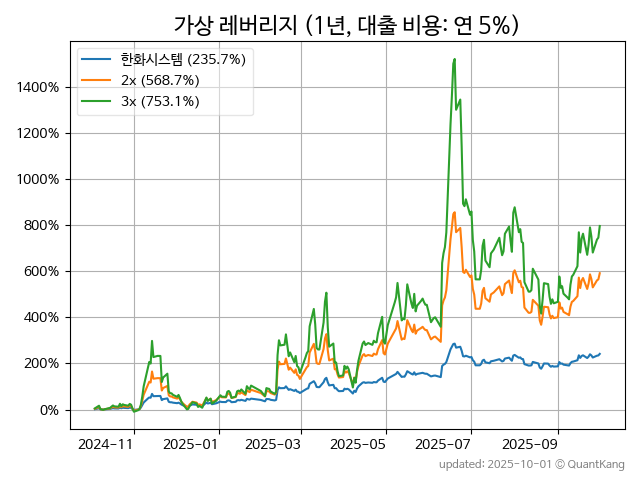 가상 레버리지 (1년, 대출 비용: 연 5%)
한화시스템 (235.7%)
2x (568.7%)
3x (753.1%)
1400%
1200%
1000%
800%
600%
400%
200%
0%
2024-11 2025-01 2025-03 2025-05 2025-07 2025-09
updated: 2025-10-01 © QuantKang